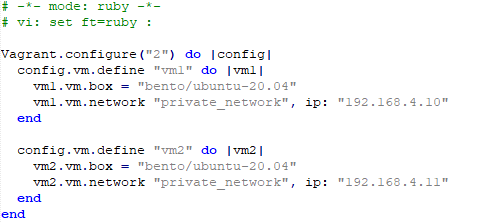 # -*- mode: ruby -*-
# vi: set ft=ruby :

Vagrant.configure("2") do |config|
  config.vm.define "vm1" do |vm1|
    vm1.vm.box = "bento/ubuntu-20.04"
    vm1.vm.network "private_network", ip: "192.168.4.10"
  end

  config.vm.define "vm2" do |vm2|
    vm2.vm.box = "bento/ubuntu-20.04"
    vm2.vm.network "private_network", ip: "192.168.4.11"
  end
end